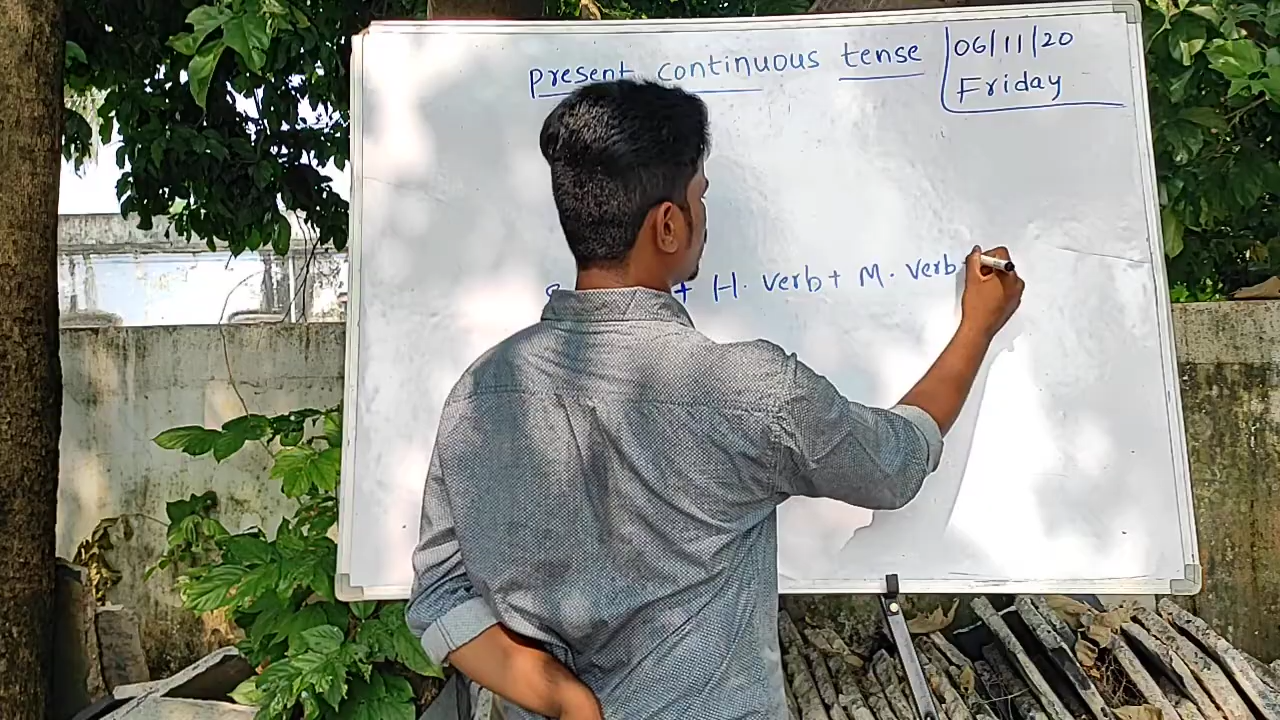 present continuous tense
06/11/20
Friday
+ H. verb + M. verb